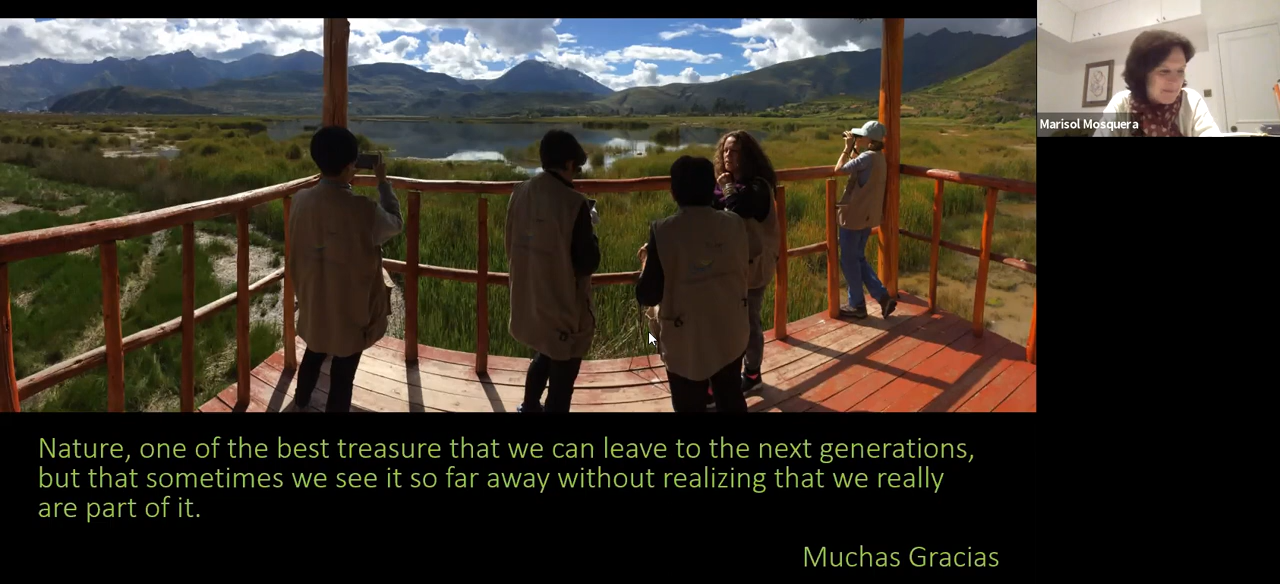 Marisol Mosquera
Nature, one of the best treasure that we can leave to the next generations,
but that sometimes we see it so far away without realizing that we really
are part of it.
Muchas Gracias